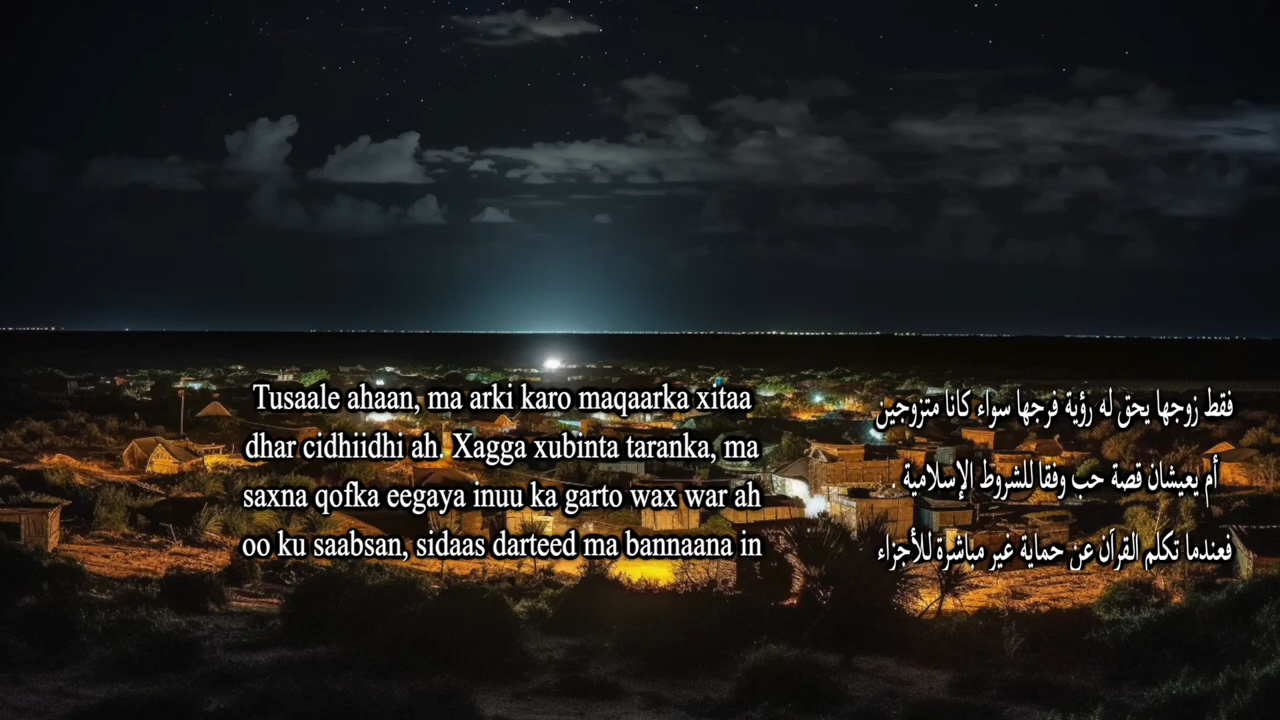 Tusaale ahaan, ma arki karo maqaarka xitaa
dhar cidhiidhi ah. Xagga xubinta taranka, ma
saxna qofka eegaya inuu ka garto wax war ah
oo ku saabsan, sidaas darteed ma bannaana in
فقط زوجها يحق له رؤية فرجها سواء كانا متزوجين
أم يعيشان قصة حب وفقا للشروط الإسلامية .
فعندما تكلم القرآن عن حماية غير مباشرة للأجزاء